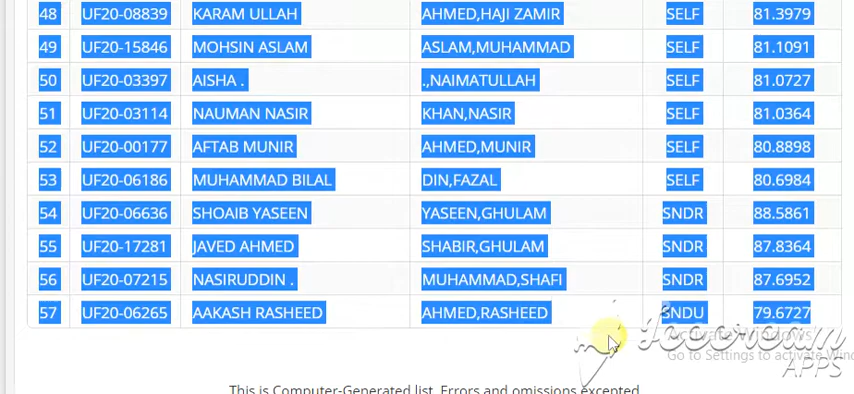 48 UF20-08839 KARAM ULLAH AHMED,HAJI ZAMIR SELF 81.3979
49 UF20-15846 MOHSIN ASLAM ASLAM,MUHAMMAD SELF 81.1091
50 UF20-03397 AISHA . .,NAIMATULLAH SELF 81.0727
51 UF20-03114 NAUMAN NASIR KHAN,NASIR SELF 81.0364
52 UF20-00177 AFTAB MUNIR AHMED,MUNIR SELF 80.8898
53 UF20-06186 MUHAMMAD BILAL DIN,FAZAL SELF 80.6984
54 UF20-06636 SHOAIB YASEEN YASEEN,GHULAM SNDR 88.5861
55 UF20-17281 JAVED AHMED SHABIR,GHULAM SNDR 87.8364
56 UF20-07215 NASIRUDDIN . MUHAMMAD,SHAFI SNDR 87.6952
57 UF20-06265 AAKASH RASHEED AHMED,RASHEED SNDU 79.6727
Icecream
Activate Windows
Go to Settings to activate Wind
APPS
This is Computer-Generated list. Errors and omissions excepted